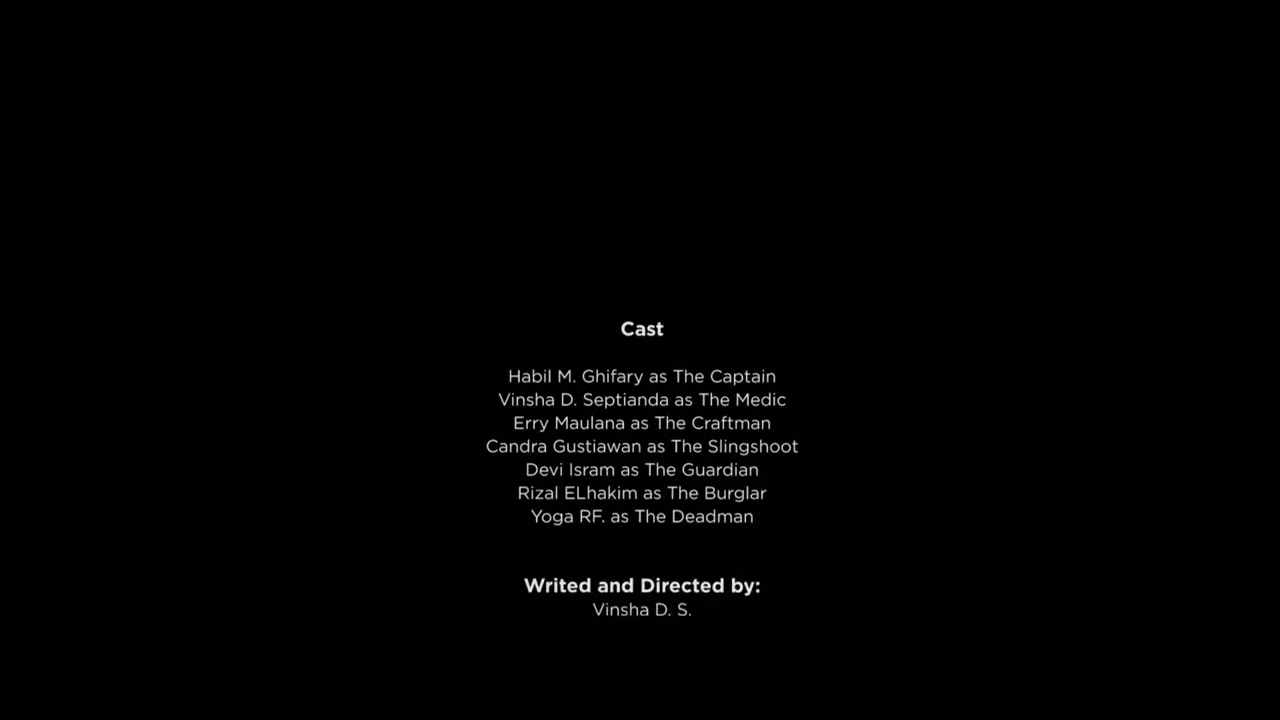 Cast
Habil M. Ghifary as The Captain
Vinsha D. Septianda as The Medic
Erry Maulana as The Craftman
Candra Gustiawan as The Slingshoot
Devi Isram as The Guardian
Rizal ELhakim as The Burglar
Yoga RF. as The Deadman
Writed and Directed by:
Vinsha D. S.